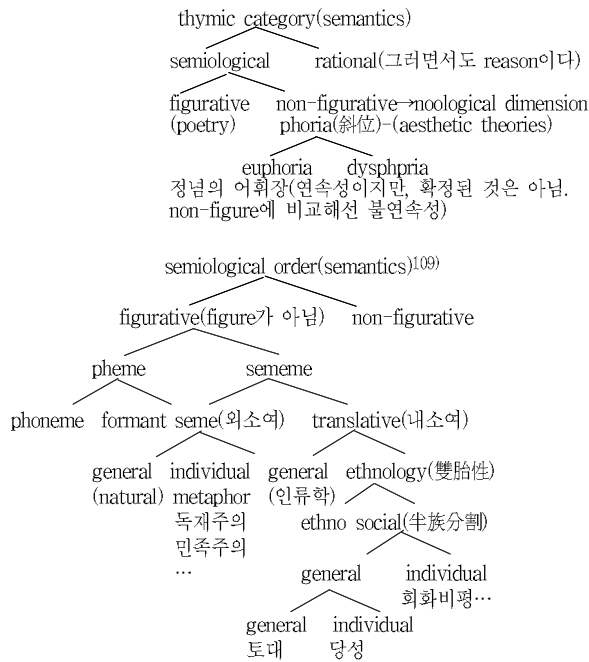 thymic category(semantics)
semiological rational(그러면서도 reason이다)
figurative non-figurative→noological dimension
(poetry) phoria(斜位)-(aesthetic theories)
euphoria dysphpria
정념의 어휘장(연속성이지만, 확정된 것은 아님.
non-figure에 비교해선 불연속성)
semiological order(semantics)109)
figurative(figure가 아님) non-figurative
pheme sememe
phoneme formant seme(외소여) translative(내소여)
general individual general ethnology(雙胎性)
(natural) metaphor (인류학)
독재주의 ethno social(半族分割)
민족주의
… general individual
회화비평…
general individual
토대 당성